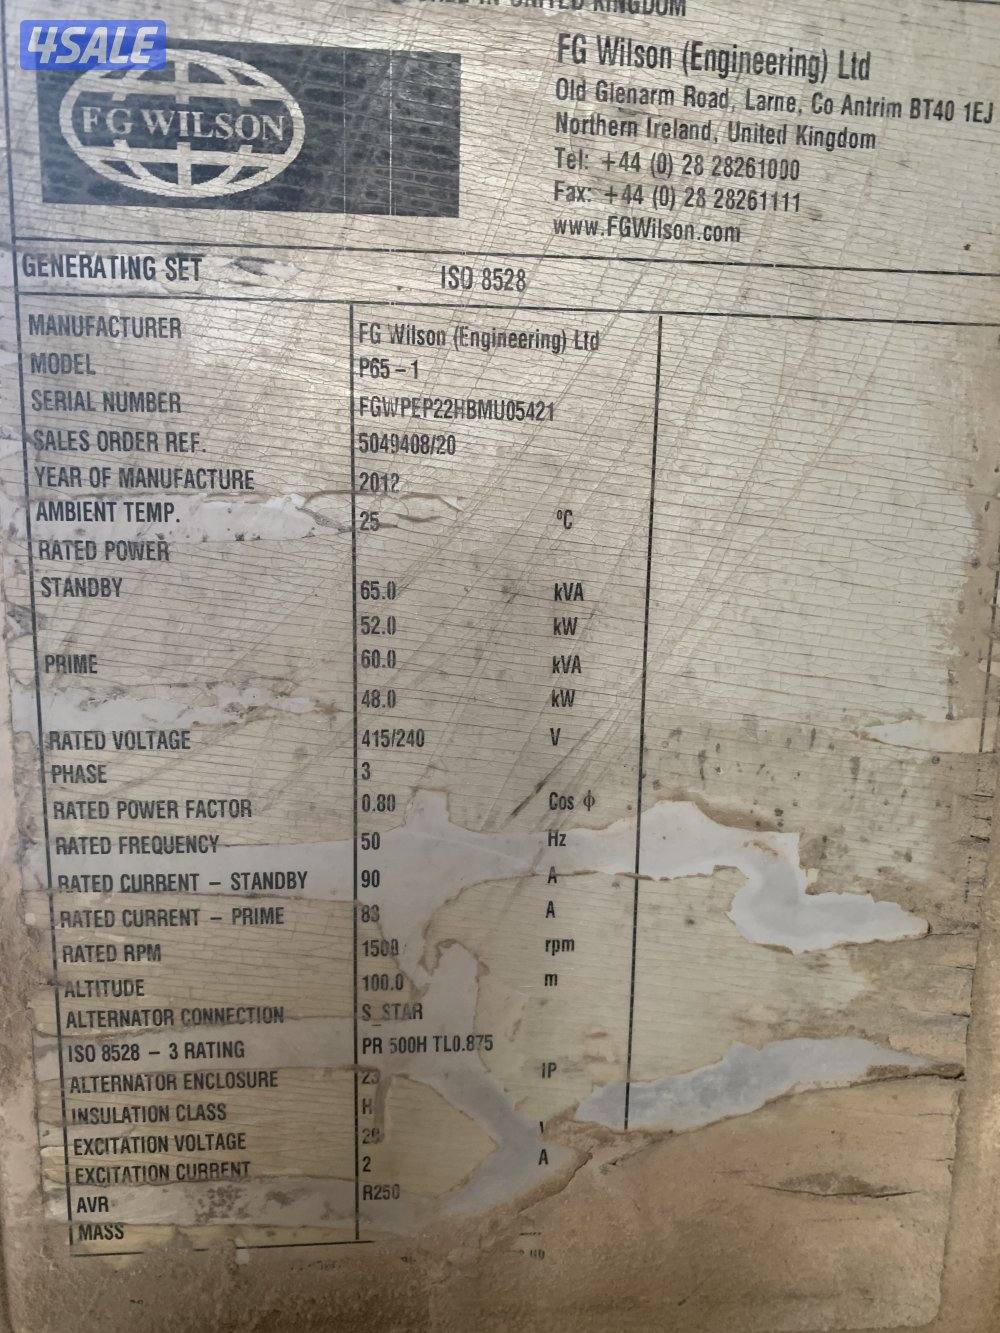 UNITED KINGDOM
4SALE
FG WILSON
FG Wilson (Engineering) Ltd
Old Glenarm Road, Larne, Co Antrim BT40 1EJ
Northern Ireland, United Kingdom
Tel: +44 (0) 28 28261000
Fax: +44 (0) 28 28261111
www.FGWilson.com
GENERATING SET ISO 8528
MANUFACTURER FG Wilson (Engineering) Ltd
MODEL P65-1
SERIAL NUMBER FGWPEP22HBMU05421
SALES ORDER REF. 5049408/20
YEAR OF MANUFACTURE 2012
AMBIENT TEMP. 25 ºC
RATED POWER
STANDBY 65.0 kVA
52.0 kW
PRIME 60.0 kVA
48.0 kW
RATED VOLTAGE 415/240 V
PHASE 3
RATED POWER FACTOR 0.80 Cos ϕ
RATED FREQUENCY 50 Hz
RATED CURRENT - STANDBY 90 A
RATED CURRENT - PRIME 83 A
RATED RPM 1500 rpm
ALTITUDE 100.0 m
ALTERNATOR CONNECTION S_STAR
ISO 8528 - 3 RATING PR 500H TL0.875
ALTERNATOR ENCLOSURE 23 IP
INSULATION CLASS H
EXCITATION VOLTAGE V
EXCITATION CURRENT 2 A
AVR R250
MASS